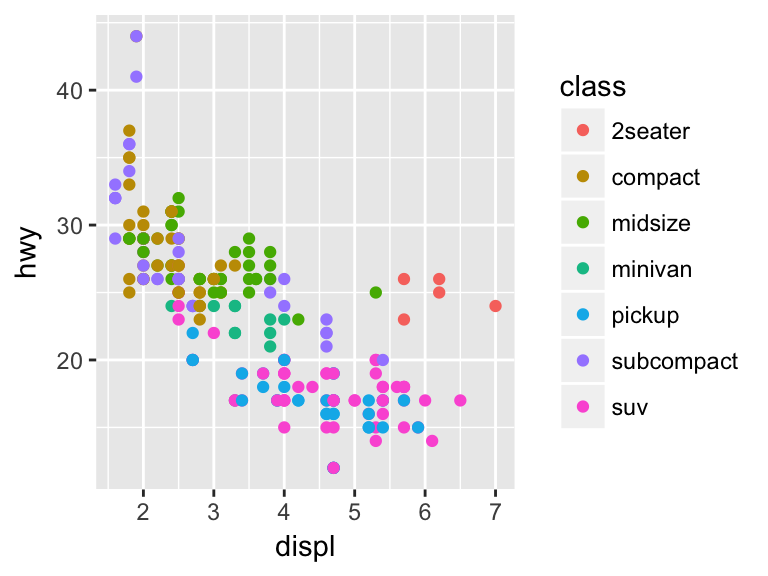 class
2seater
compact
midsize
minivan
pickup
subcompact
suv
hwy
40
30
20
2 3 4 5 6 7
displ